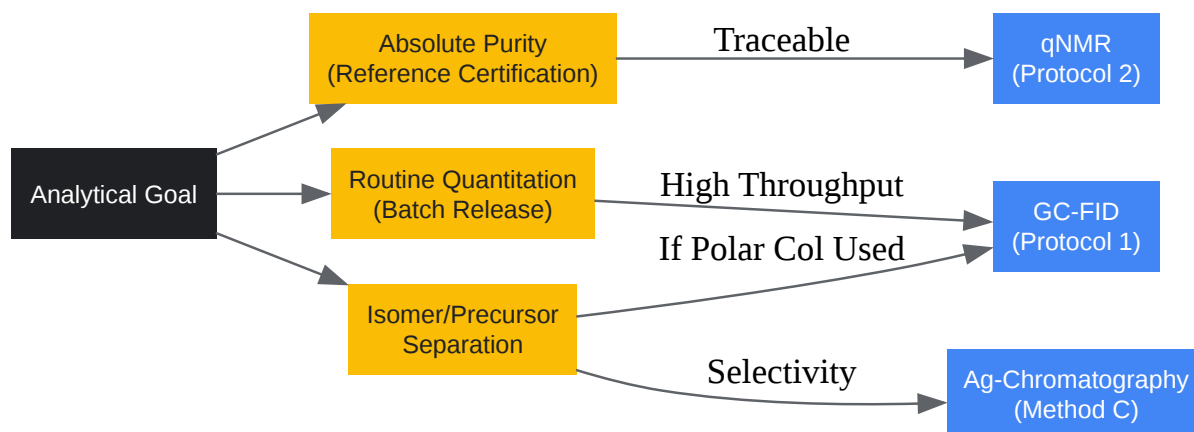 Absolute Purity
(Reference Certification)
Traceable
qNMR
(Protocol 2)
Analytical Goal
Routine Quantitation
(Batch Release)
High Throughput
GC-FID
(Protocol 1)
If Polar Col Used
Isomer/Precursor
Separation
Selectivity
Ag-Chromatography
(Method C)